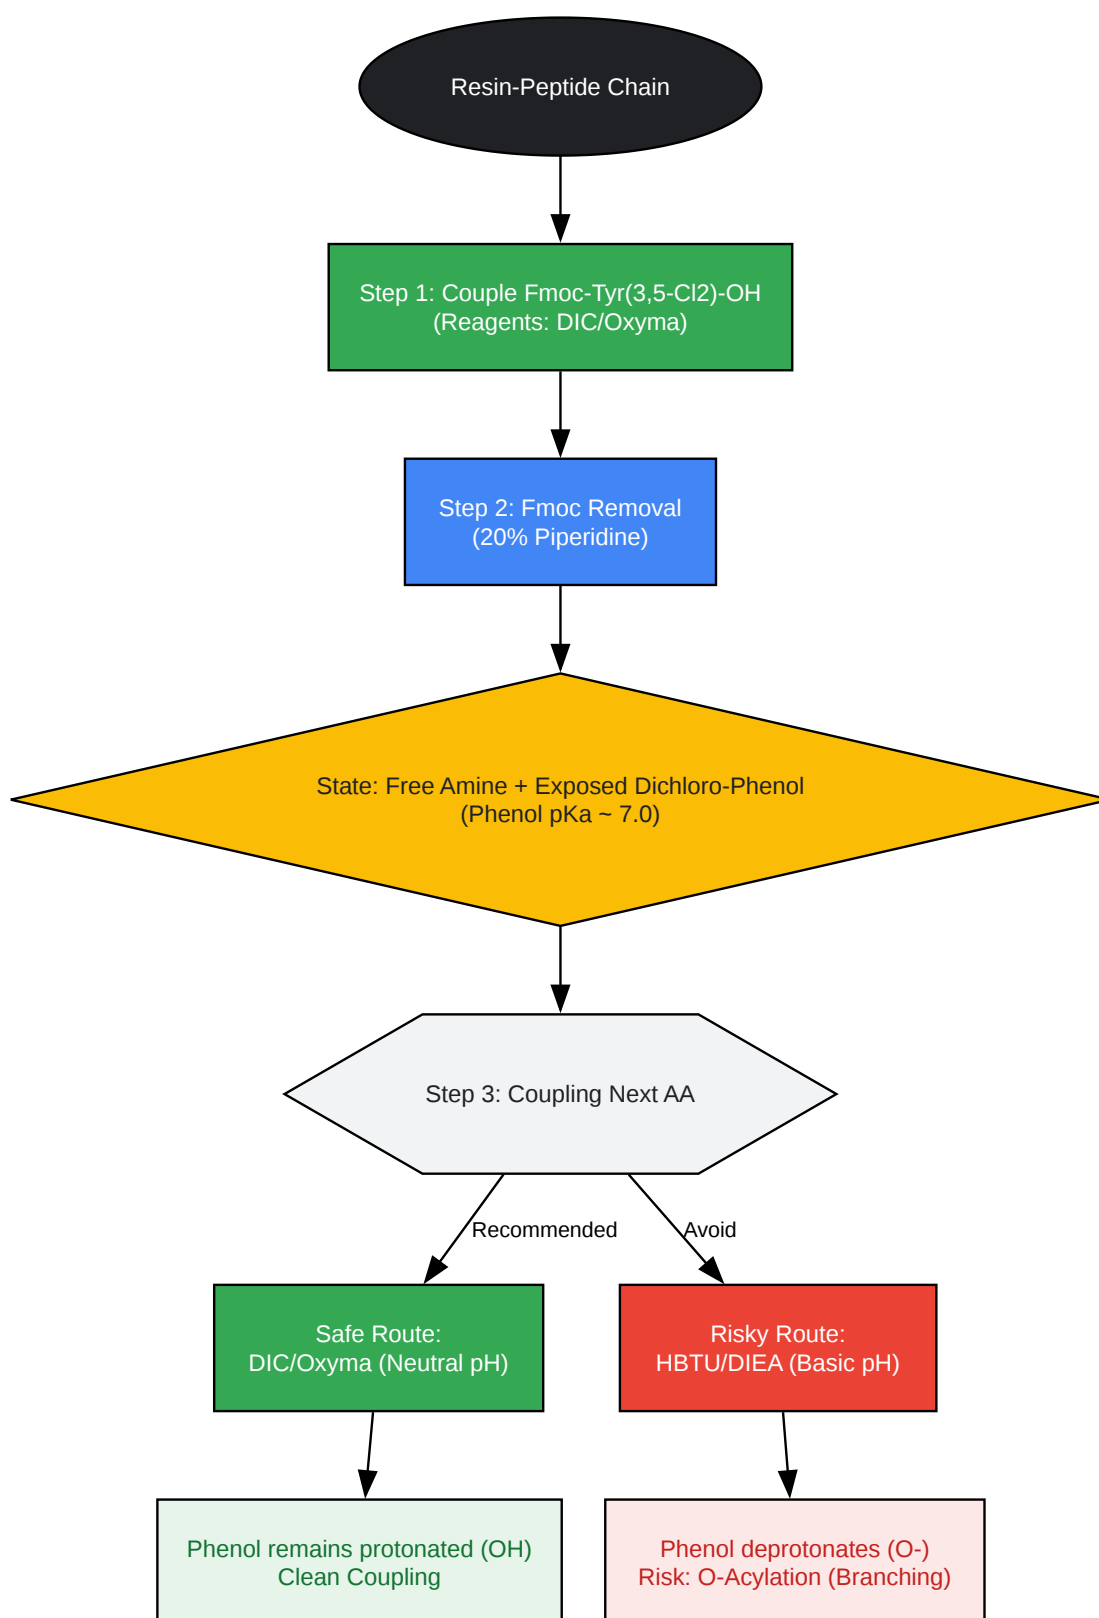 Resin-Peptide Chain
Step 1: Couple Fmoc-Tyr(3,5-Cl2)-OH
(Reagents: DIC/Oxyma)
Step 2: Fmoc Removal
(20% Piperidine)
State: Free Amine + Exposed Dichloro-Phenol
(Phenol pKa ~ 7.0)
Step 3: Coupling Next AA
Recommended
Avoid
Safe Route:
DIC/Oxyma (Neutral pH)
Risky Route:
HBTU/DIEA (Basic pH)
Phenol remains protonated (OH)
Clean Coupling
Phenol deprotonates (O-)
Risk: O-Acylation (Branching)